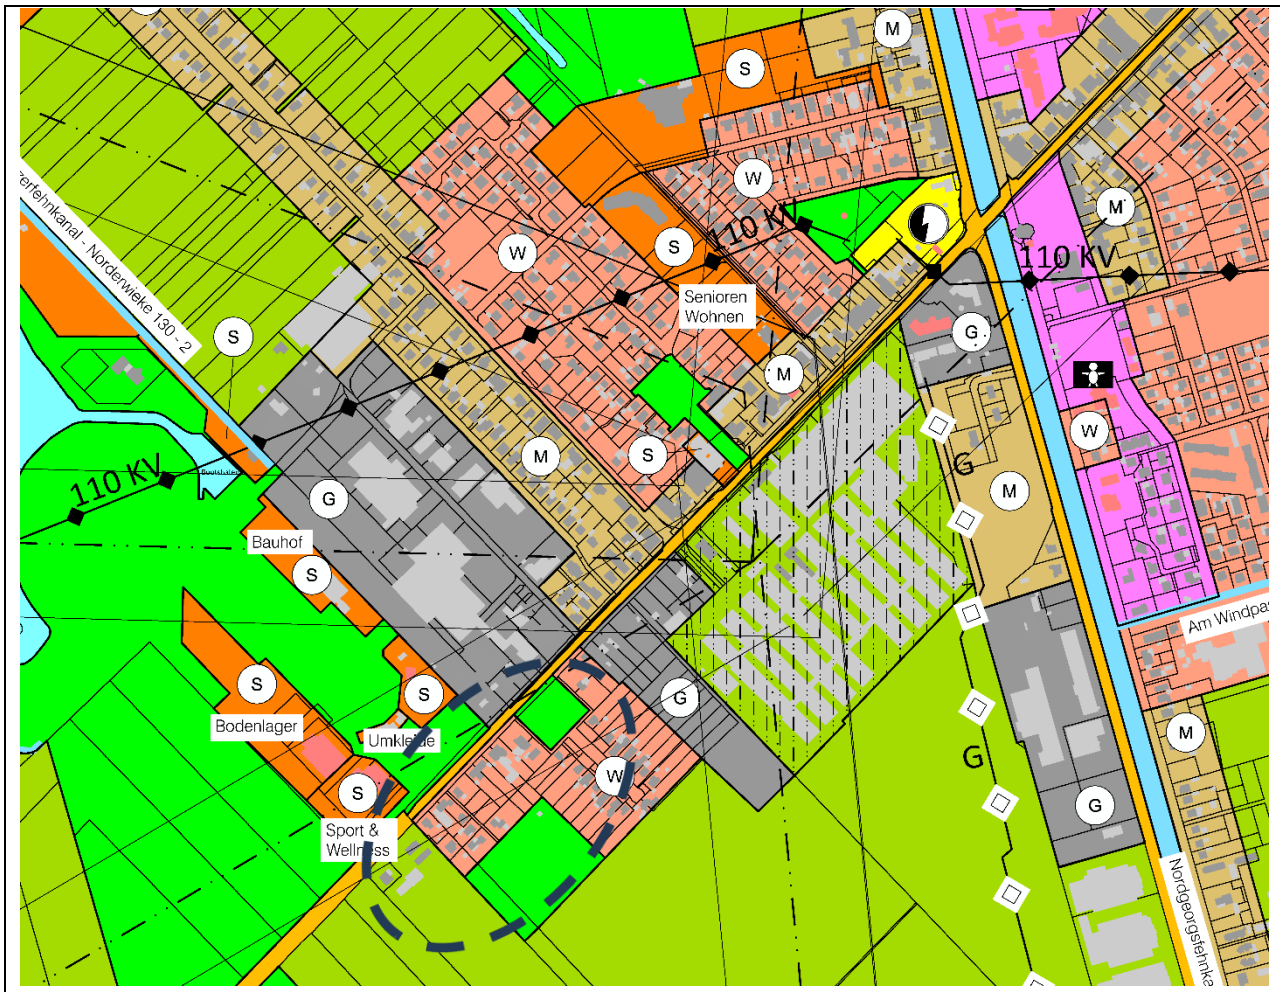 M
S
W
M
zerfehnkanal - Norderwieke 130 - 2
110 KV
S
W
110 KV
Senioren
Wohnen
S
G
M
W
110 KV
M
S
G
G
M
Bauhof
S
Am Windpa
S
Bodenlager
S
Umkleide
G
M
W
G
S
Sport &
Wellness
G
Nordgeorgsfehnka